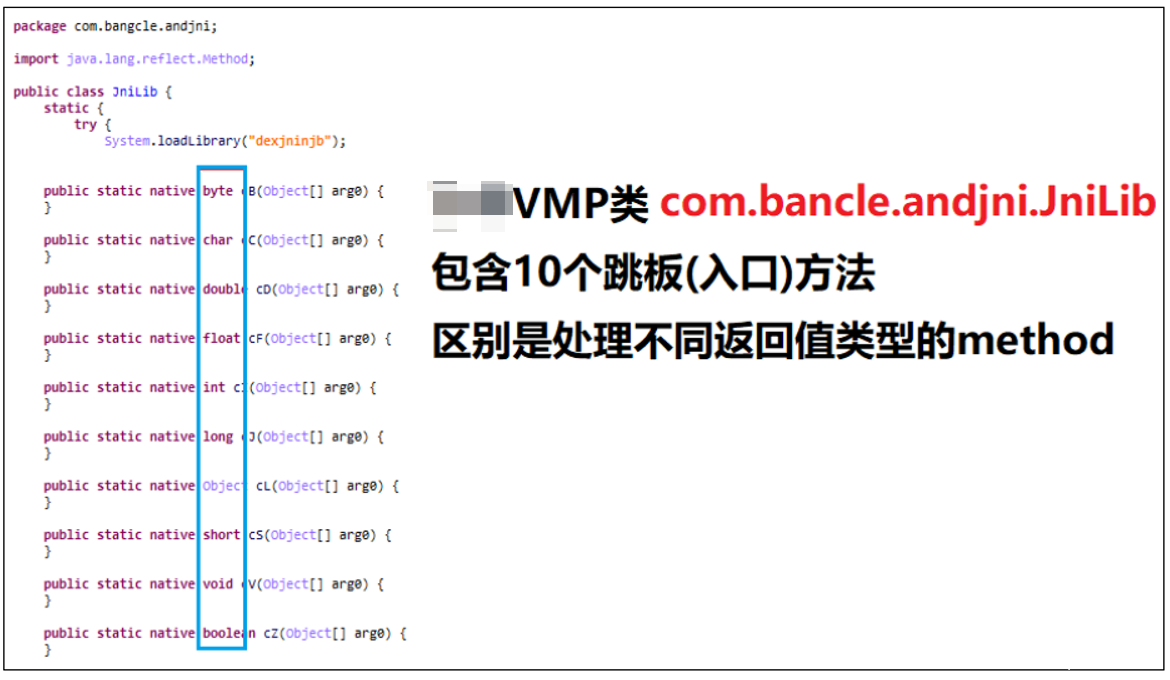 package com.bangcle.andjni;
import java.lang.reflect.Method;
public class JniLib {
static {
try {
System.loadLibrary("dexjninjb");
public static native byte cB(Object[] arg0) {
}
public static native char cC(Object[] arg0) {
}
public static native double cD(Object[] arg0) {
}
public static native float cF(Object[] arg0) {
}
public static native int cI(Object[] arg0) {
}
public static native long cJ(Object[] arg0) {
}
public static native Object cL(Object[] arg0) {
}
public static native short cS(Object[] arg0) {
}
public static native void cV(Object[] arg0) {
}
public static native boolean cZ(Object[] arg0) {
}
VMP类 com.bancle.andjni.JniLib
包含10个跳板(入口)方法
区别是处理不同返回值类型的method